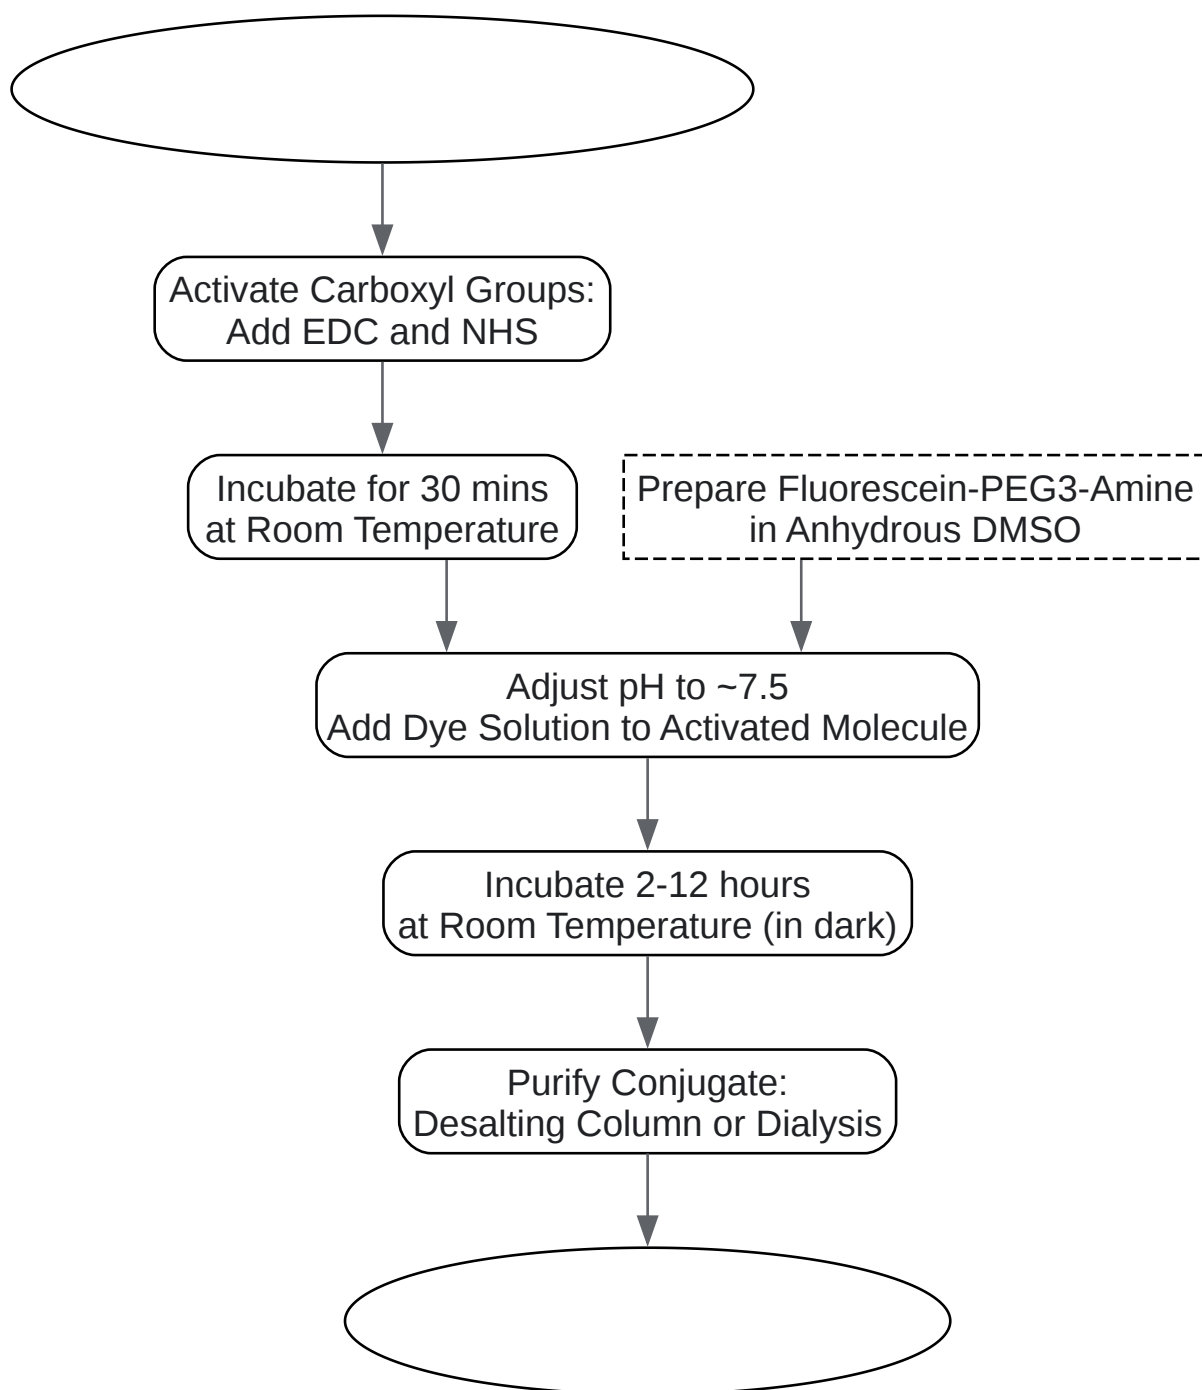 Activate Carboxyl Groups:
Add EDC and NHS
Incubate for 30 mins
at Room Temperature
Prepare Fluorescein-PEG3-Amine
in Anhydrous DMSO
Adjust pH to ~7.5
Add Dye Solution to Activated Molecule
Incubate 2-12 hours
at Room Temperature (in dark)
Purify Conjugate:
Desalting Column or Dialysis